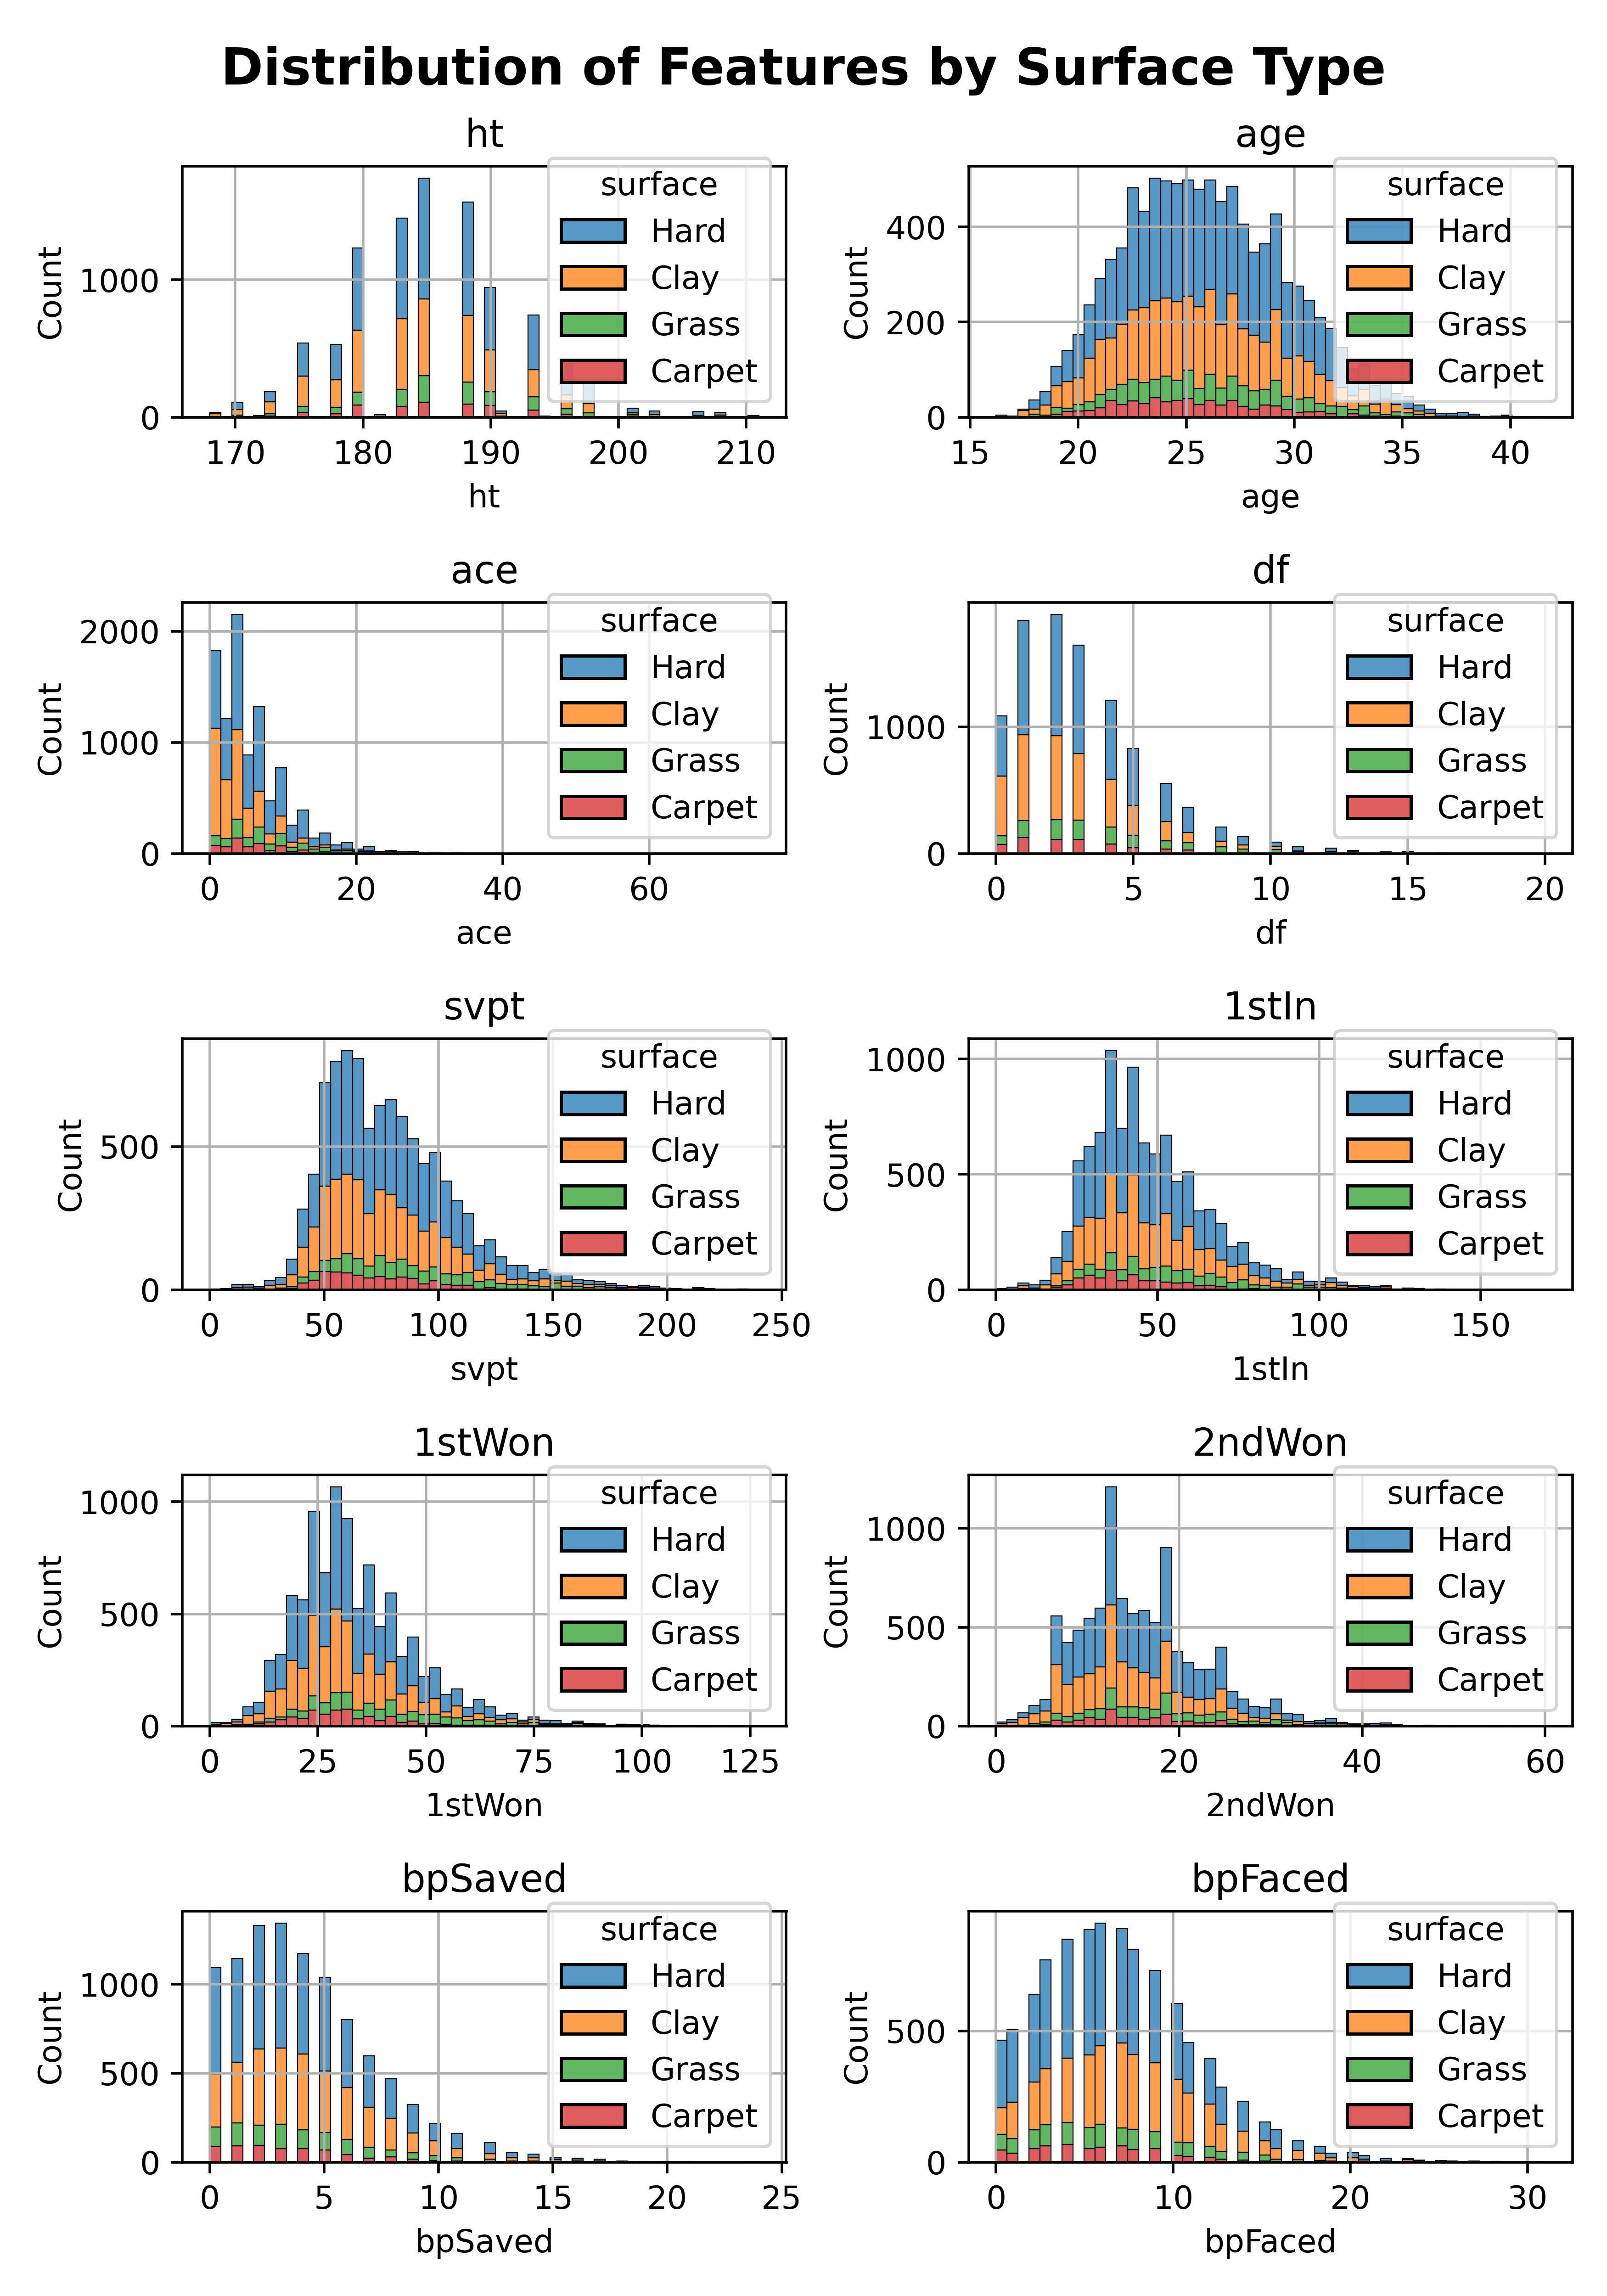 Distribution of Features by Surface Type
ht
Count
1000
0
170 180 190 200 210
ht
surface
Hard
Clay
Grass
Carpet
age
Count
400
200
0
15 20 25 30 35 40
age
surface
Hard
Clay
Grass
Carpet
ace
Count
2000
1000
0
0 20 40 60
ace
surface
Hard
Clay
Grass
Carpet
df
Count
1000
0
0 5 10 15 20
df
surface
Hard
Clay
Grass
Carpet
svpt
Count
500
0
0 50 100 150 200 250
svpt
surface
Hard
Clay
Grass
Carpet
1stIn
Count
1000
500
0
0 50 100 150
1stIn
surface
Hard
Clay
Grass
Carpet
1stWon
Count
1000
500
0
0 25 50 75 100 125
1stWon
surface
Hard
Clay
Grass
Carpet
2ndWon
Count
1000
500
0
0 20 40 60
2ndWon
surface
Hard
Clay
Grass
Carpet
bpSaved
Count
1000
500
0
0 5 10 15 20 25
bpSaved
surface
Hard
Clay
Grass
Carpet
bpFaced
Count
500
0
0 10 20 30
bpFaced
surface
Hard
Clay
Grass
Carpet